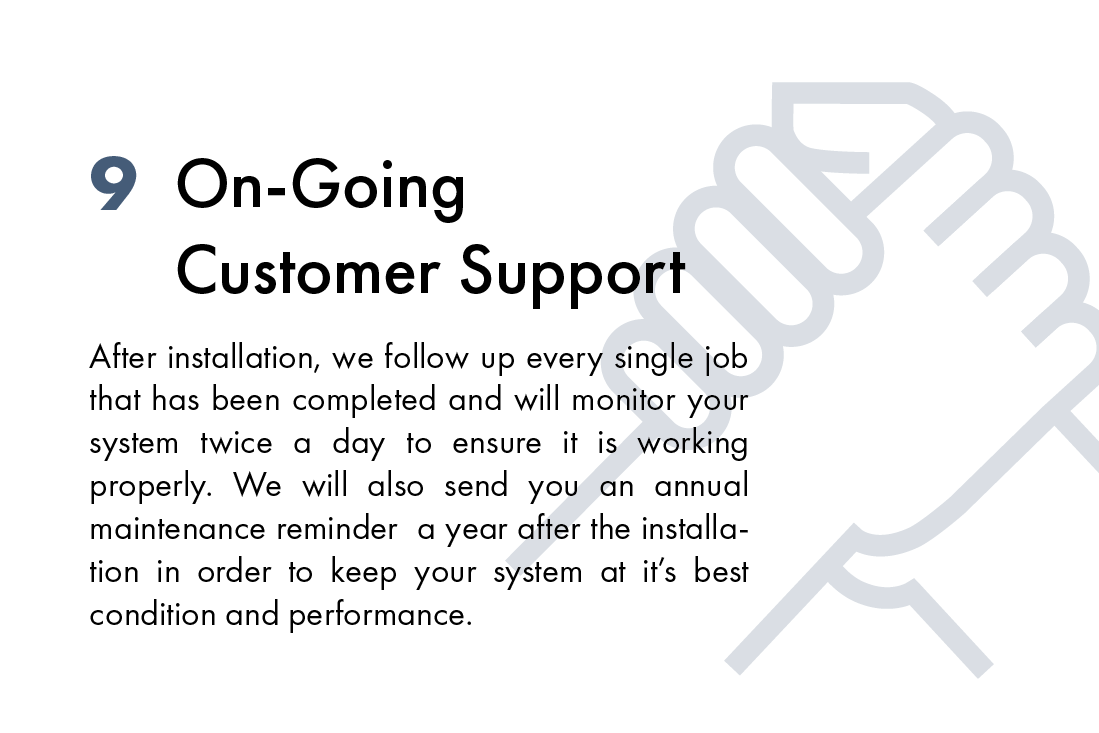 9 On-Going
Customer Support
After installation, we follow up every single job
that has been completed and will monitor your
system twice a day to ensure it is working
properly. We will also send you an annual
maintenance reminder  a year after the installa-
tion in order to keep your system at it’s best
condition and performance.